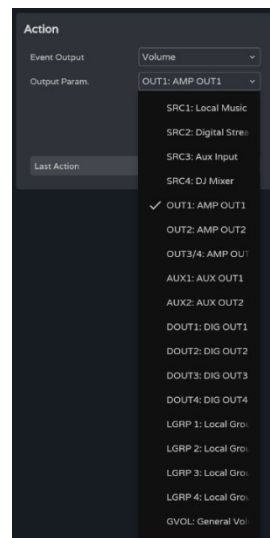 Action
Event Output Volume
Output Param. OUT1: AMP OUT1
SRC1: Local Music
SRC2: Digital Strea
SRC3: Aux Input
SRC4: DJ Mixer
Last Action
OUT1: AMP OUT1
OUT2: AMP OUT2
OUT3/4: AMP OUT
AUX1: AUX OUT1
AUX2: AUX OUT2
DOUT1: DIG OUT1
DOUT2: DIG OUT2
DOUT3: DIG OUT3
DOUT4: DIG OUT4
LGRP 1: Local Grou
LGRP 2: Local Grou
LGRP 3: Local Grou
LGRP 4: Local Grou
GVOL: General Vol